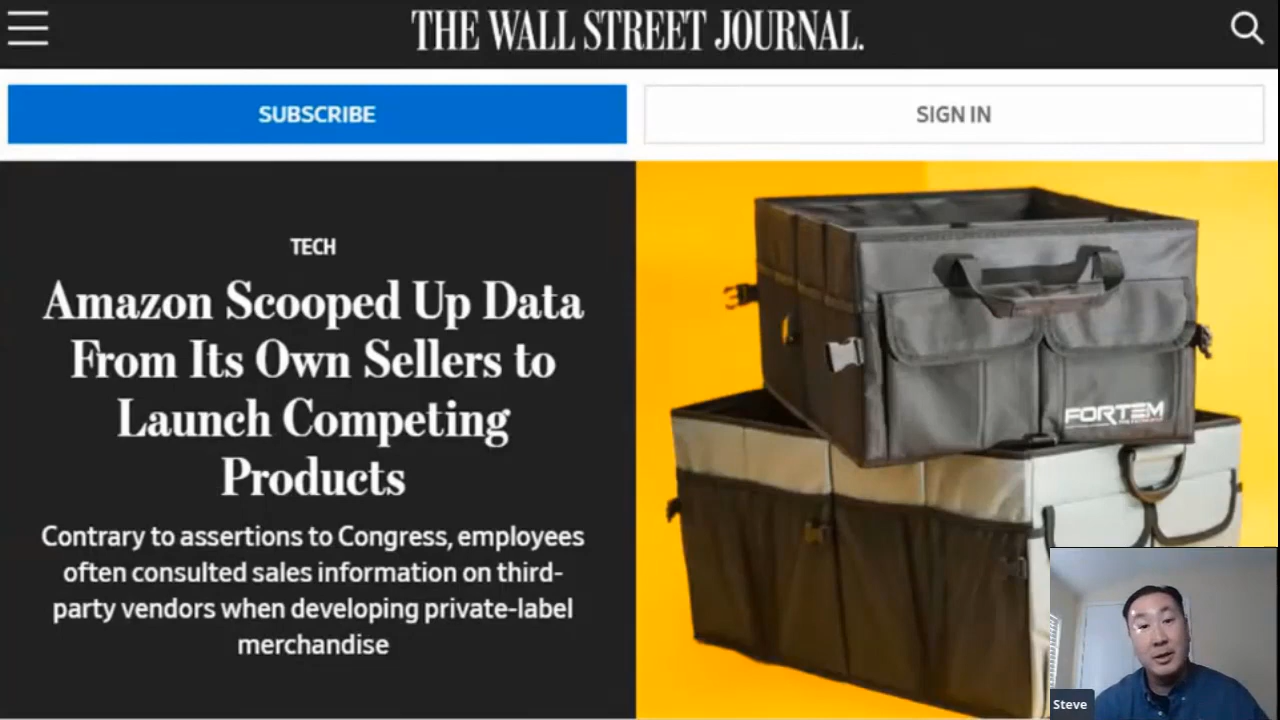 THE WALL STREET JOURNAL.
SUBSCRIBE
SIGN IN
TECH
Amazon Scooped Up Data
From Its Own Sellers to
Launch Competing
Products
Contrary to assertions to Congress, employees
often consulted sales information on third-
party vendors when developing private-label
merchandise
FORTEM
Steve